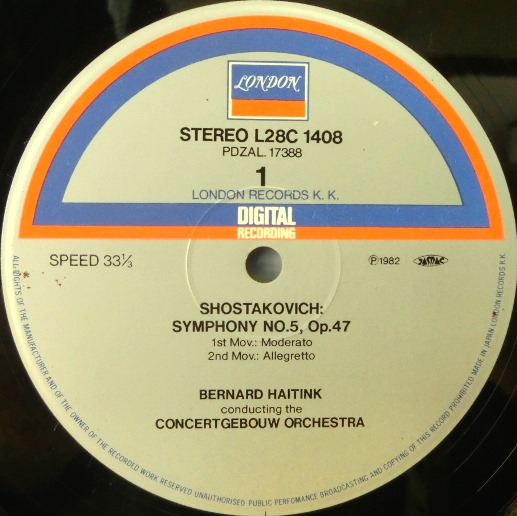 LONDON
STEREO L28C 1408
PDZAL. 17388
1
LONDON RECORDS K. K.
DIGITAL
RECORDING
SPEED 33⅓
Ⓟ1982 JASRAC
SHOSTAKOVICH:
SYMPHONY NO.5, Op.47
1st Mov.: Moderato
2nd Mov.: Allegretto
BERNARD HAITINK
conducting the
CONCERTGEBOUW ORCHESTRA
ALL RIGHTS OF THE MANUFACTURER AND OF THE OWNER OF THE RECORDED WORK RESERVED UNAUTHORISED PUBLIC PERFOMANCE BROADCASTING AND COPYING OF THIS RECORD PROHIBITED MADE IN JAPAN LONDON RECORDS K.K.